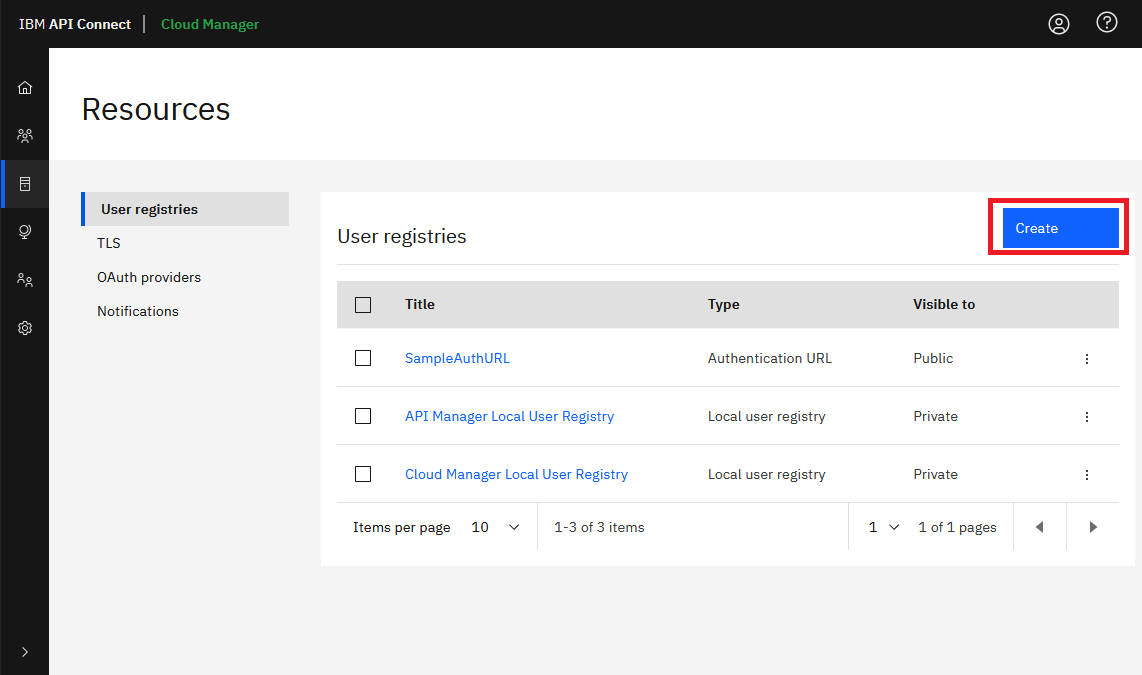 IBM API Connect | Cloud Manager
Resources
User registries
TLS
OAuth providers
Notifications
User registries
Create
Title Type Visible to
SampleAuthURL Authentication URL Public
API Manager Local User Registry Local user registry Private
Cloud Manager Local User Registry Local user registry Private
Items per page 10 1-3 of 3 items 1 1 of 1 pages